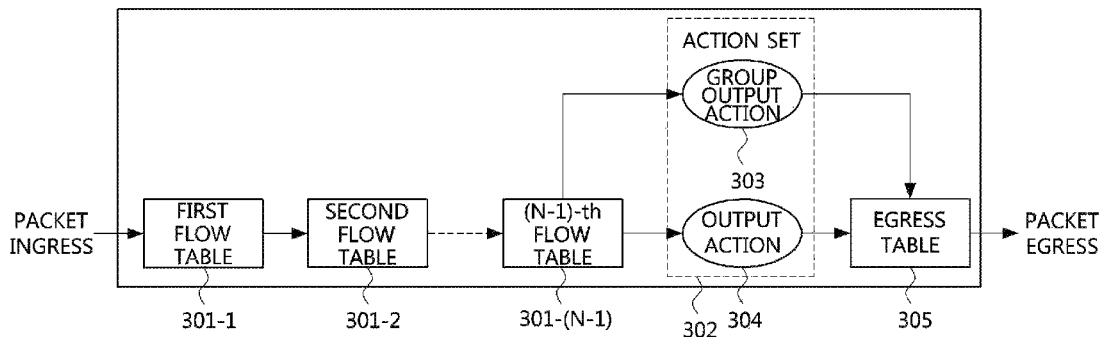 ACTION SET
GROUP
OUTPUT
ACTION
303
PACKET
INGRESS
FIRST
FLOW
TABLE
SECOND
FLOW
TABLE
(N-1)-th
FLOW
TABLE
OUTPUT
ACTION
EGRESS
TABLE
PACKET
EGRESS
301-1
301-2
301-(N-1)
302
304
305